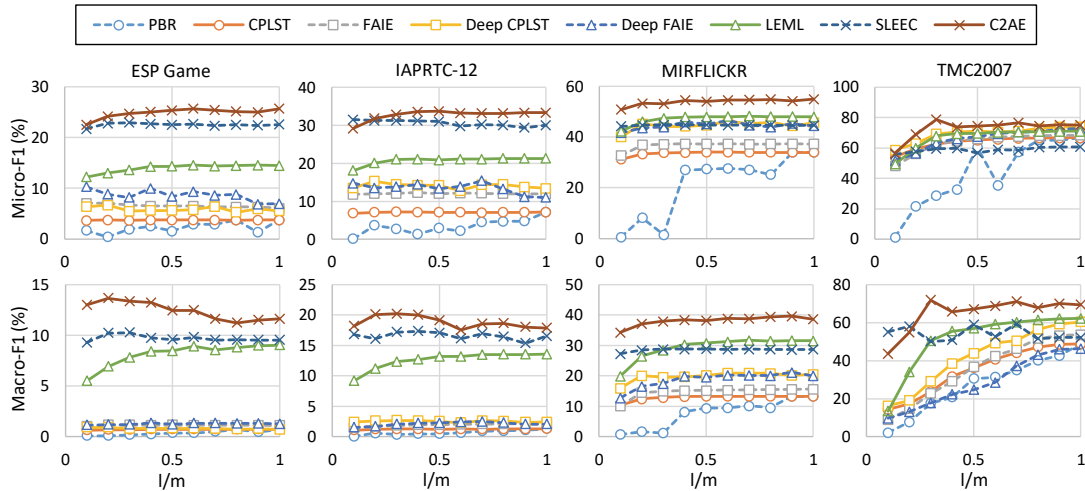 PBR CPLST FAIE Deep CPLST Deep FAIE LEML SLEEC C2AE
ESP Game IAPRTC-12 MIRFLICKR TMC2007
Micro-F1 (%)
30
20
10
0
0 0.5 1
40
30
20
10
0
0 0.5 1
60
40
20
0
0 0.5 1
100
80
60
40
20
0
0 0.5 1
Macro-F1 (%)
15
10
5
0
0 0.5 1
l/m
25
20
15
10
5
0
0 0.5 1
l/m
50
40
30
20
10
0
0 0.5 1
l/m
80
60
40
20
0
0 0.5 1
l/m